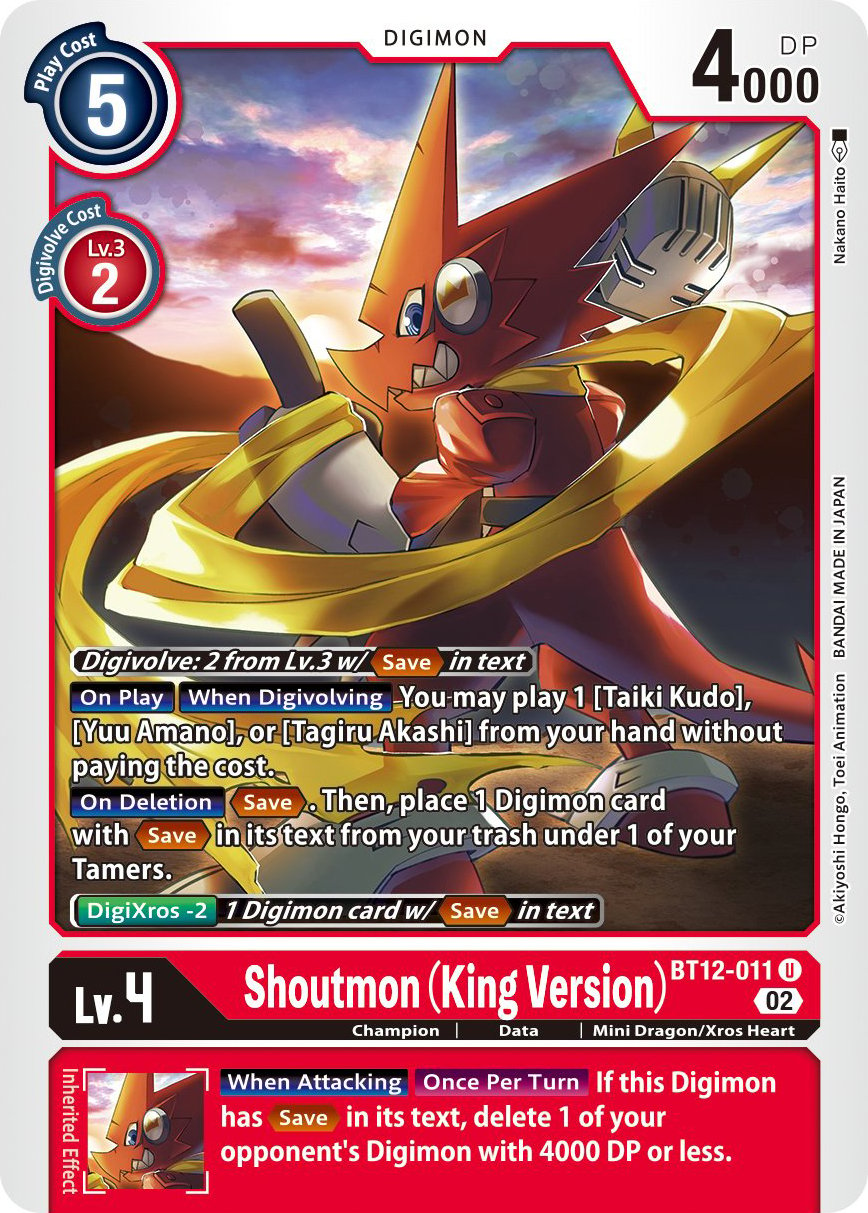 DIGIMON
Play Cost
5
DP
4000
Digivolve Cost
Lv.3
2
Nakano Haito
Digivolve: 2 from Lv.3 w/ Save in text
On Play When Digivolving You may play 1 [Taiki Kudo],
[Yuu Amano], or [Tagiru Akashi] from your hand without
paying the cost.
On Deletion Save. Then, place 1 Digimon card
with Save in its text from your trash under 1 of your
Tamers.
DigiXros -2 1 Digimon card w/ Save in text
©Akiyoshi Hongo, Toei Animation BANDAI MADE IN JAPAN
Lv.4
Shoutmon (King Version)
BT12-011 U
02
Champion | Data | Mini Dragon/Xros Heart
Inherited Effect
When Attacking Once Per Turn If this Digimon
has Save in its text, delete 1 of your
opponent's Digimon with 4000 DP or less.